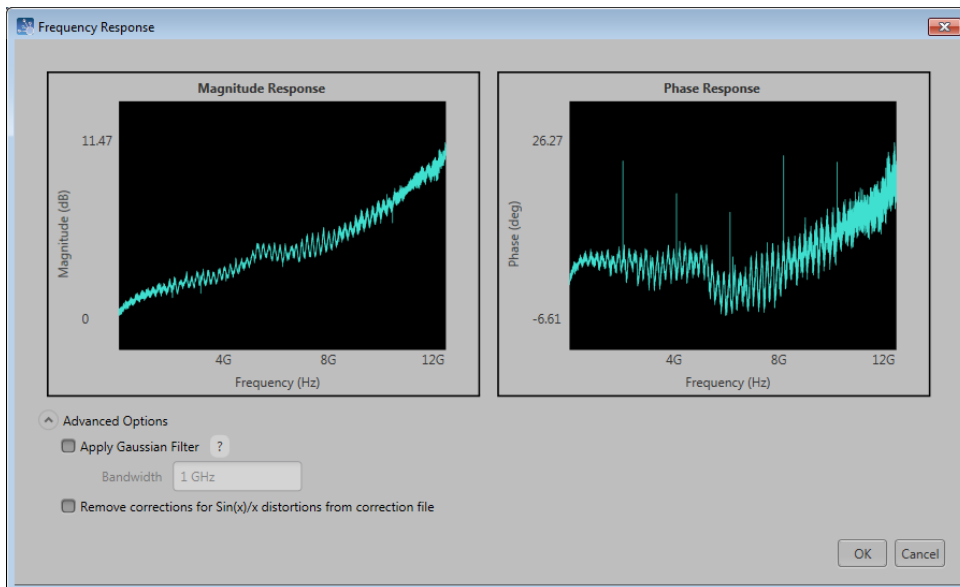 Frequency Response
Magnitude Response
11.47
Magnitude (dB)
0
4G 8G 12G
Frequency (Hz)
Phase Response
26.27
Phase (deg)
-6.61
4G 8G 12G
Frequency (Hz)
Advanced Options
Apply Gaussian Filter ?
Bandwidth 1 GHz
Remove corrections for Sin(x)/x distortions from correction file
OK Cancel